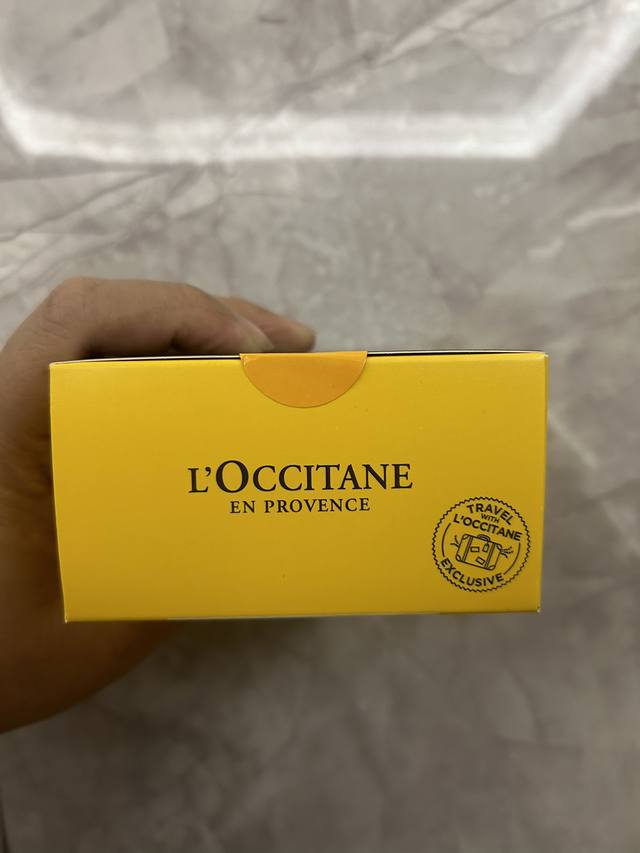 L'OCCITANE
EN PROVENCE
TRAVEL
WITH
L'OCCITANE
EXCLUSIVE